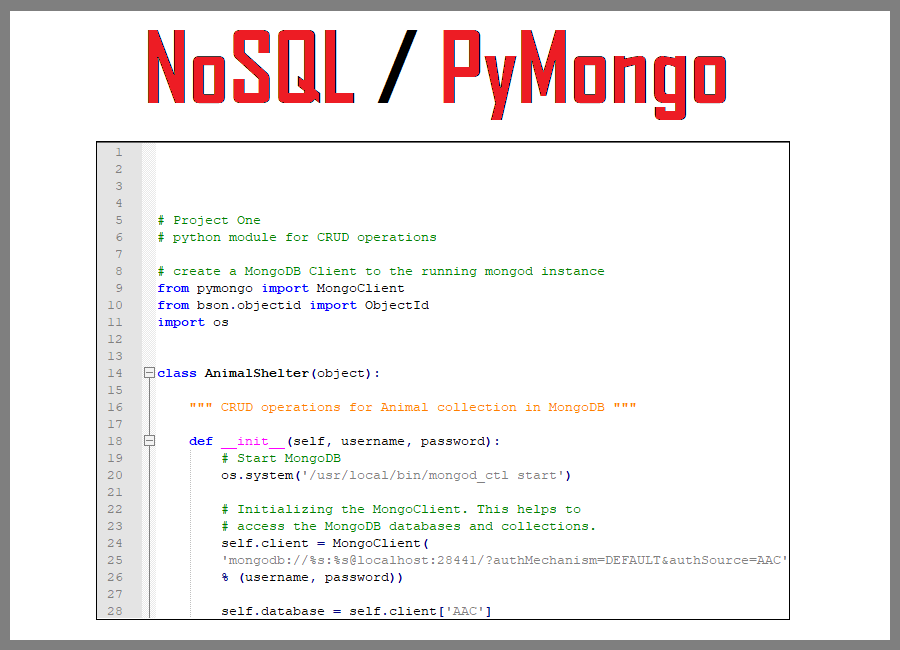 NoSQL / PyMongo
1
2
3
4
5 # Project One
6 # python module for CRUD operations
7
8 # create a MongoDB Client to the running mongod instance
9 from pymongo import MongoClient
10 from bson.objectid import ObjectId
11 import os
12
13
14 class AnimalShelter(object):
15
16 """ CRUD operations for Animal collection in MongoDB """
17
18 def __init__(self, username, password):
19 # Start MongoDB
20 os.system('/usr/local/bin/mongod_ctl start')
21
22 # Initializing the MongoClient. This helps to
23 # access the MongoDB databases and collections.
24 self.client = MongoClient(
25 'mongodb://%s:%s@localhost:28441/?authMechanism=DEFAULT&authSource=AAC'
26 % (username, password))
27
28 self.database = self.client['AAC']